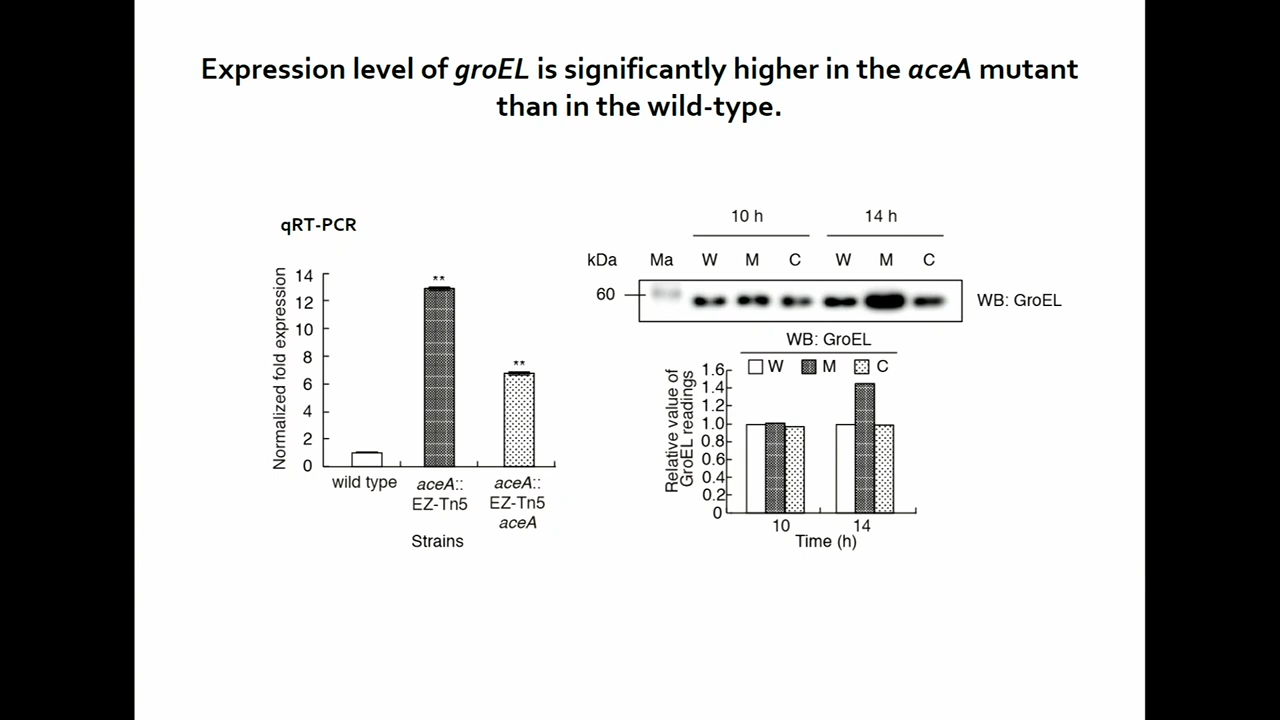 Expression level of groEL is significantly higher in the aceA mutant
than in the wild-type.
qRT-PCR
Normalized fold expression
14
12
10
8
6
4
2
0
**
**
wild type
aceA::
EZ-Tn5
aceA::
EZ-Tn5
aceA
Strains
10 h
14 h
kDa
Ma
W
M
C
W
M
C
60
WB: GroEL
WB: GroEL
W
M
C
Relative value of
GroEL readings
1.6
1.4
1.2
1.0
0.8
0.6
0.4
0.2
0
10
14
Time (h)